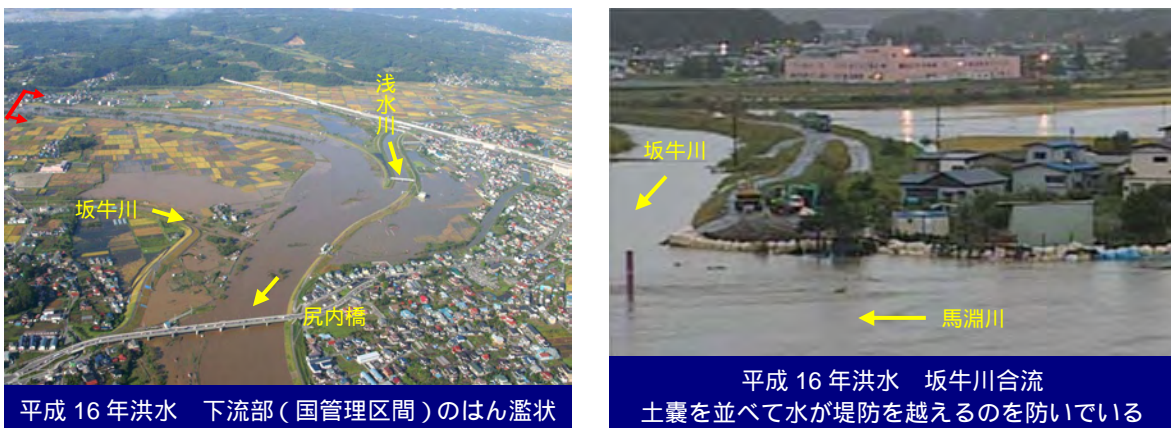 浅水川
坂牛川
尻内橋
平成 16 年洪水　下流部（国管理区間）のはん濫状
坂牛川
馬淵川
平成 16 年洪水　坂牛川合流
土嚢を並べて水が堤防を越えるのを防いでいる